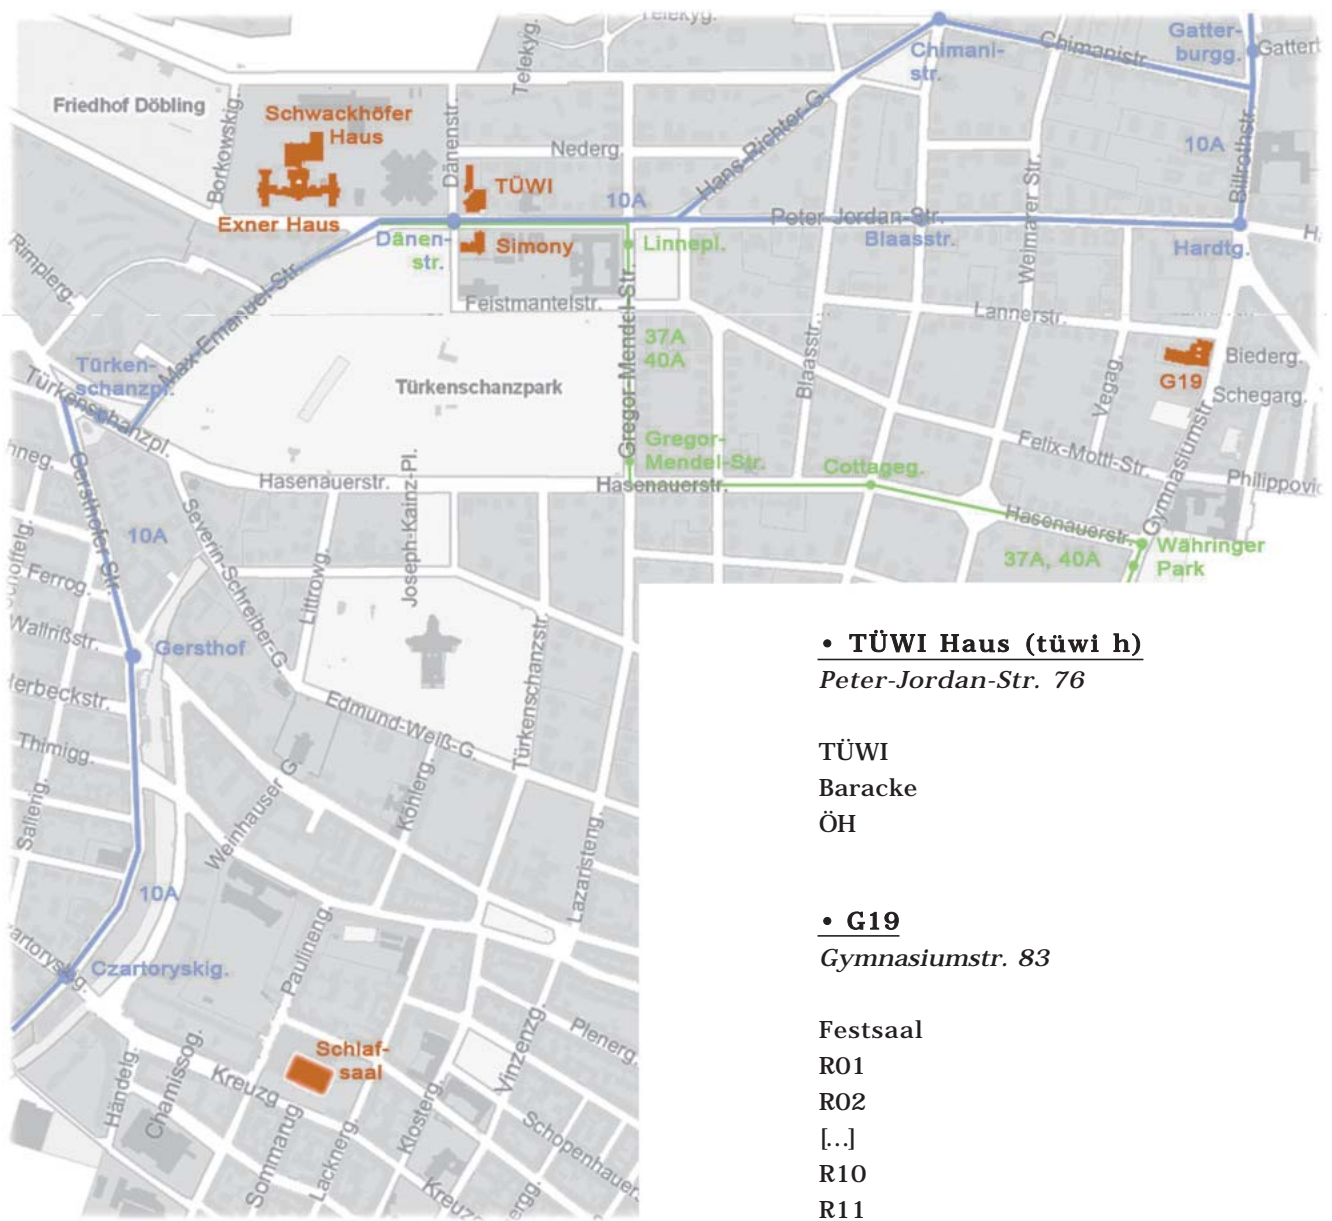 Telekyg.
Telekyg.
Chimani-
str.
Chimanistr.
Gatter-
burgg.
Friedhof Döbling
Borkowskig.
Schwackhöfer
Haus
Dänenstr.
Nederg.
Hans-Richter-G.
Weimarer Str.
10A
Billrothstr.
TÜWI
10A
Exner Haus
Dänen-
str.
Simony
Linnepl.
Peter-Jordan-Str.
Blaasstr.
Hardtg.
Rimplerg.
Max-Emanuel-Str.
Feistmantelstr.
Gregor-Mendel-Str.
Lannerstr.
37A
40A
Blaasstr.
Vegag.
G19
Biederg.
Schegarg.
Türken-
schanzpl.
Türkenschanzpl.
Türkenschanzpark
Gregor-
Mendel-Str.
Cottageg.
Felix-Mottl-Str.
Gymnasiumstr.
Hasenauerstr.
Joseph-Kainz-Pl.
Hasenauerstr.
Hasenauerstr.
Währinger
Park
37A, 40A
Gersthofer Str.
10A
Severin-Schreiber-G.
Littrowg.
Ferrog.
Wallrißstr.
Gersthof
Edmund-Weiß-G.
Türkenschanzstr.
Thimigg.
Salierig.
Weinhauser G.
Köhlerg.
Lazaristeng.
10A
Czartoryskig.
Paulineng.
Schlaf-
saal
Vinzenzg.
Plenerg.
Händelg.
Chamissog.
Kreuzg.
Sommarug.
Lacknerg.
Klosterg.
Kreuzg.
• TÜWI Haus (tüwi h)
Peter-Jordan-Str. 76
TÜWI
Baracke
ÖH
• G19
Gymnasiumstr. 83
Festsaal
R01
R02
[...]
R10
R11